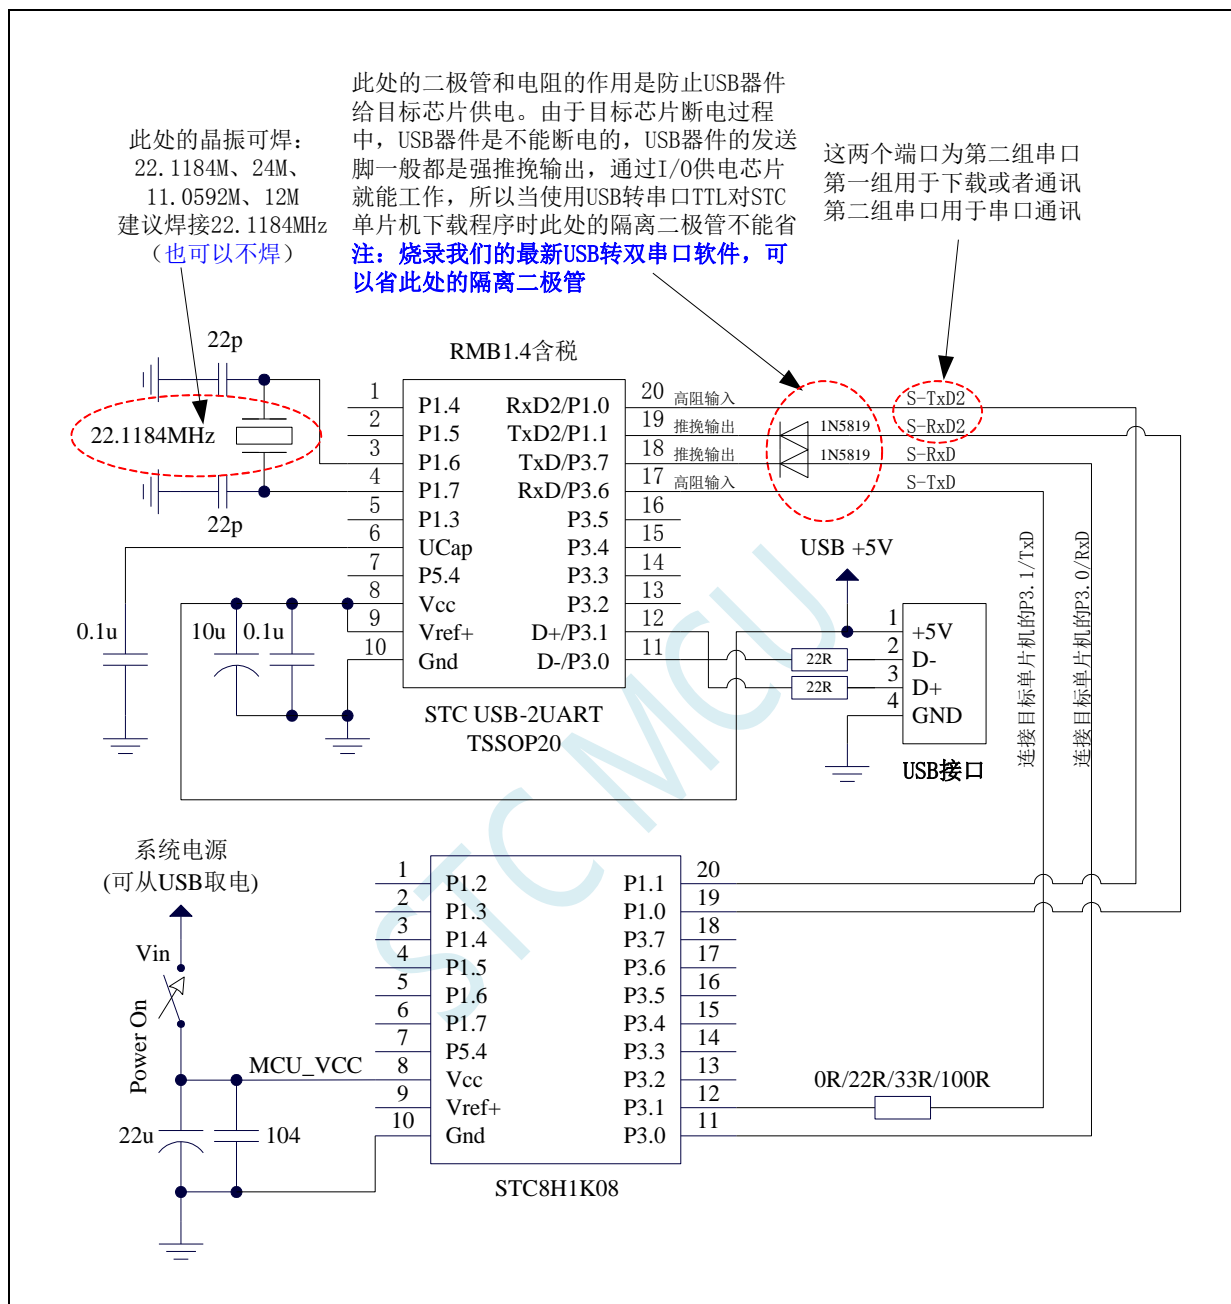 此处的二极管和电阻的作用是防止USB器件
给目标芯片供电。由于目标芯片断电过程
中，USB器件是不能断电的，USB器件的发送
脚一般都是强推挽输出，通过I/O供电芯片
就能工作，所以当使用USB转串口TTL对STC
单片机下载程序时此处的隔离二极管不能省
注：烧录我们的最新USB转双串口软件，可
以省此处的隔离二极管
此处的晶振可焊：
22.1184M、24M、
11.0592M、12M
建议焊接22.1184MHz
（也可以不焊）
这两个端口为第二组串口
第一组用于下载或者通讯
第二组串口用于串口通讯
22p
22.1184MHz
22p
RMB1.4含税
1 P1.4
2 P1.5
3 P1.6
4 P1.7
5 P1.3
6 UCap
7 P5.4
8 Vcc
9 Vref+
10 Gnd
RxD2/P1.0 20 高阻输入 S-TxD2
TxD2/P1.1 19 推挽输出 1N5819 S-RxD2
TxD/P3.7 18 推挽输出 1N5819 S-RxD
RxD/P3.6 17 高阻输入 S-TxD
P3.5 16
P3.4 15
P3.3 14
P3.2 13
D+/P3.1 12
D-/P3.0 11
STC USB-2UART
TSSOP20
0.1u
10u
0.1u
22R
22R
USB +5V
1 +5V
2 D-
3 D+
4 GND
USB接口
连接目标单片机的P3.1/TxD
连接目标单片机的P3.0/RxD
STC MCU
系统电源
(可从USB取电)
Vin
Power On
MCU_VCC
22u
104
1 P1.2
2 P1.3
3 P1.4
4 P1.5
5 P1.6
6 P1.7
7 P5.4
8 Vcc
9 Vref+
10 Gnd
P1.1 20
P1.0 19
P3.7 18
P3.6 17
P3.5 16
P3.4 15
P3.3 14
P3.2 13
P3.1 12
P3.0 11
0R/22R/33R/100R
STC8H1K08